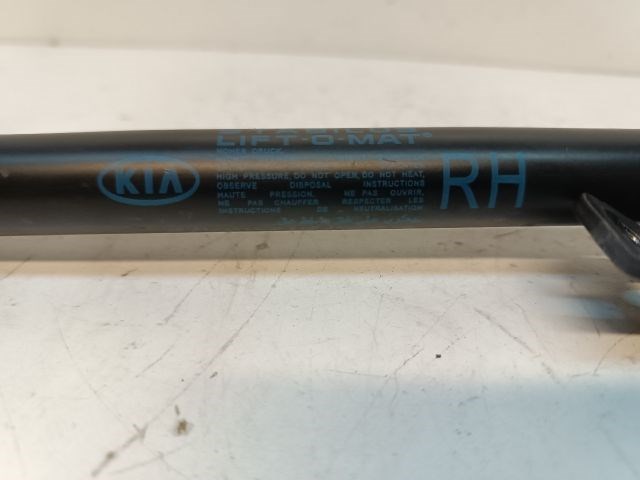 LIFT-O-MAT®
KIA
HIGH PRESSURE, DO NOT OPEN, DO NOT HEAT,
OBSERVE DISPOSAL INSTRUCTIONS
HAUTE PRESSION. NE PAS OUVRIR,
NE PAS CHAUFFER RESPECTER LES
INSTRUCTIONS DE NEUTRALISATION
RH